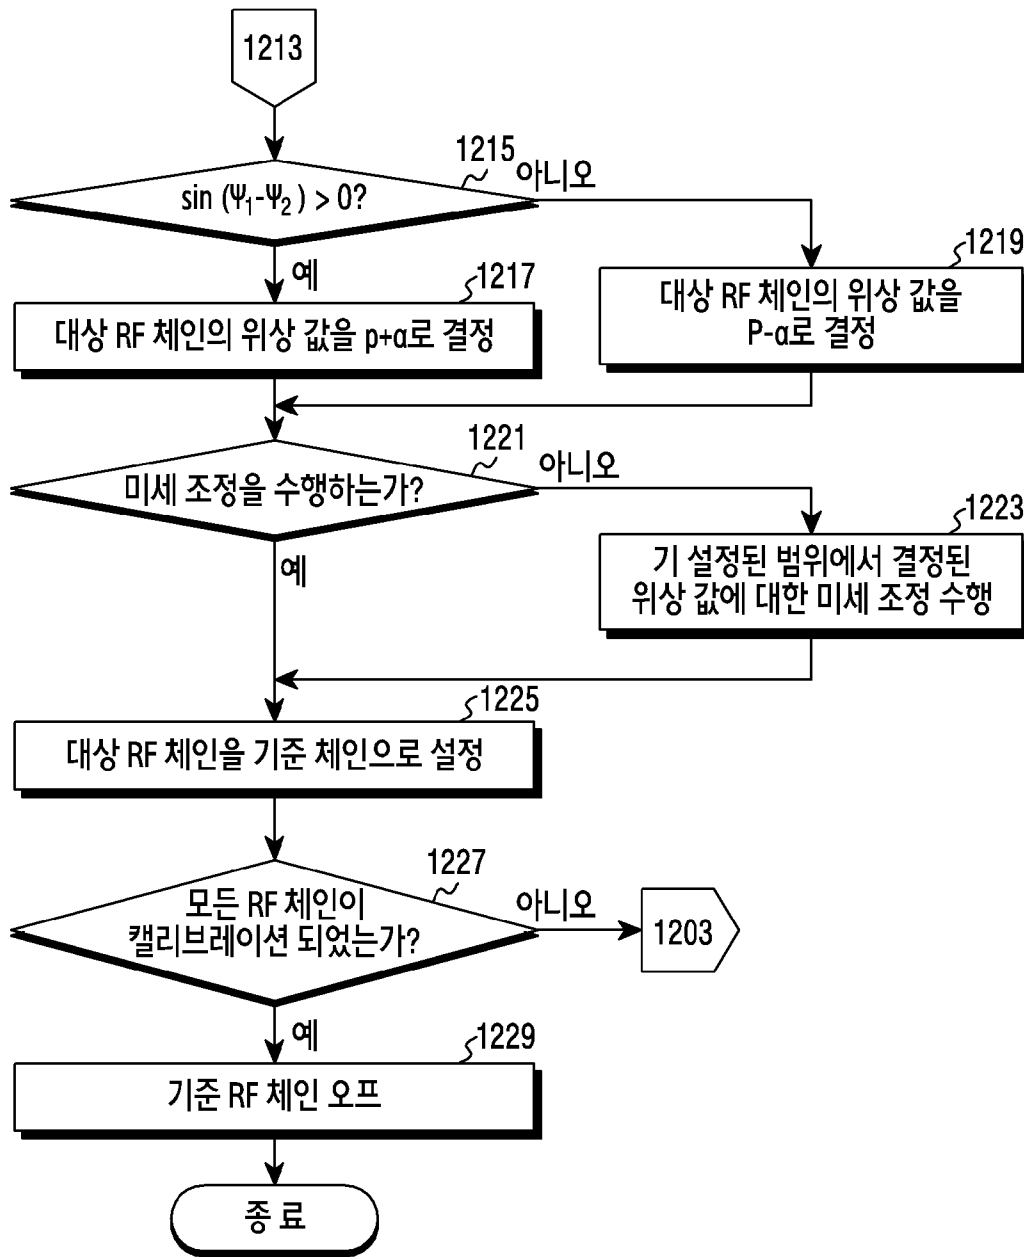 1213
1215
sin (Ψ₁-Ψ₂) > 0?
아니오
예
1217
대상 RF 체인의 위상 값을 p+α로 결정
1219
대상 RF 체인의 위상 값을
P-α로 결정
1221
미세 조정을 수행하는가?
아니오
예
1223
기 설정된 범위에서 결정된
위상 값에 대한 미세 조정 수행
1225
대상 RF 체인을 기준 체인으로 설정
1227
모든 RF 체인이
캘리브레이션 되었는가?
아니오
1203
예
1229
기준 RF 체인 오프
종 료